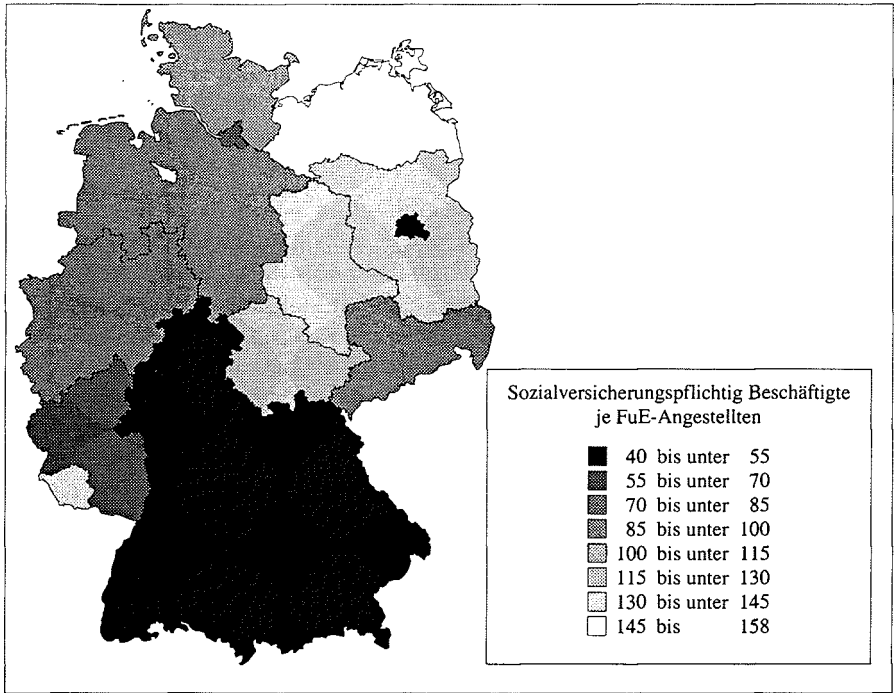 Sozialversicherungspflichtig Beschäftigte
je FuE-Angestellten
40 bis unter 55
55 bis unter 70
70 bis unter 85
85 bis unter 100
100 bis unter 115
115 bis unter 130
130 bis unter 145
145 bis 158